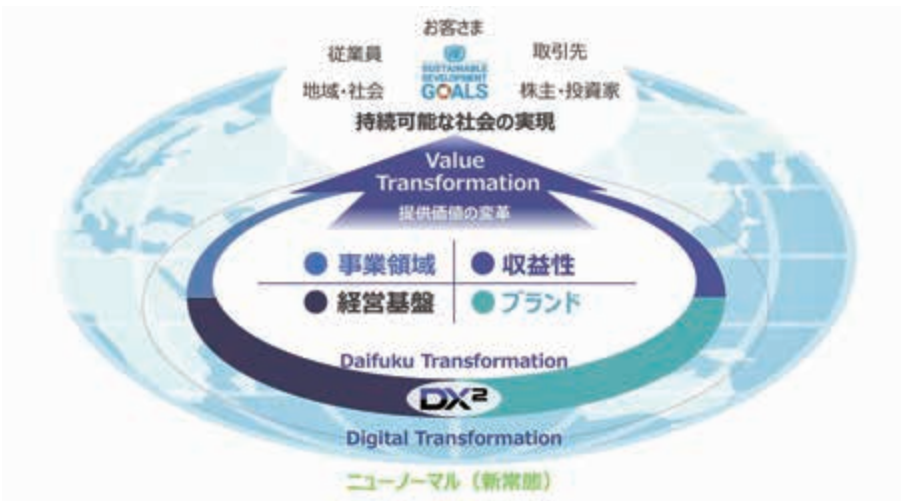 お客さま
従業員
取引先
SUSTAINABLE
DEVELOPMENT
GOALS
地域・社会
株主・投資家
持続可能な社会の実現
Value
Transformation
提供価値の変革
事業領域
収益性
経営基盤
ブランド
Daifuku Transformation
DX²
Digital Transformation
ニューノーマル（新常態）